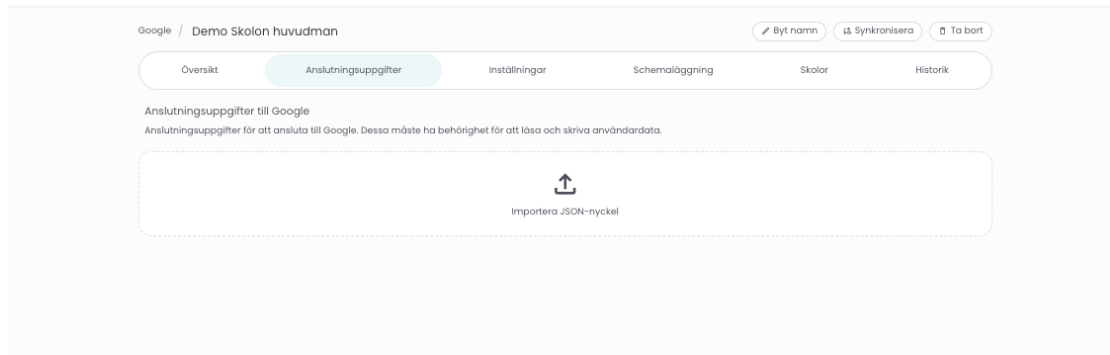 Google / Demo Skolon huvudman Byt namn Synkronisera Ta bort
Översikt Anslutningsuppgifter Inställningar Schemaläggning Skolor Historik
Anslutningsuppgifter till Google
Anslutningsuppgifter för att ansluta till Google. Dessa måste ha behörighet för att läsa och skriva användardata.
Importera JSON-nyckel